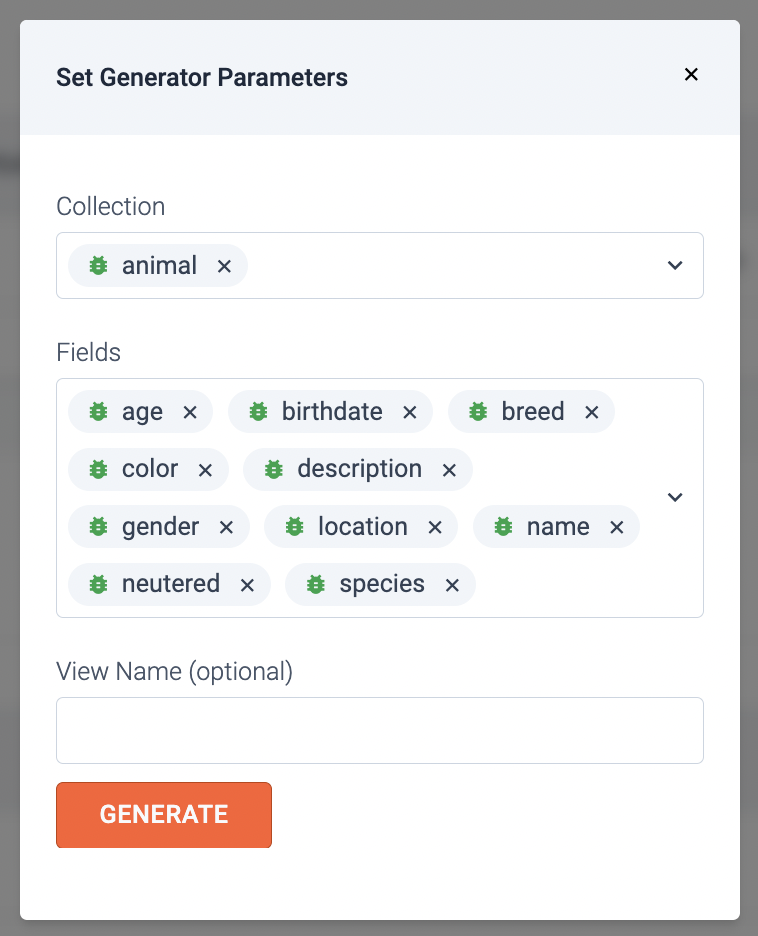 Set Generator Parameters
Collection
animal
Fields
age birthdate breed
color description
gender location name
neutered species
View Name (optional)
GENERATE